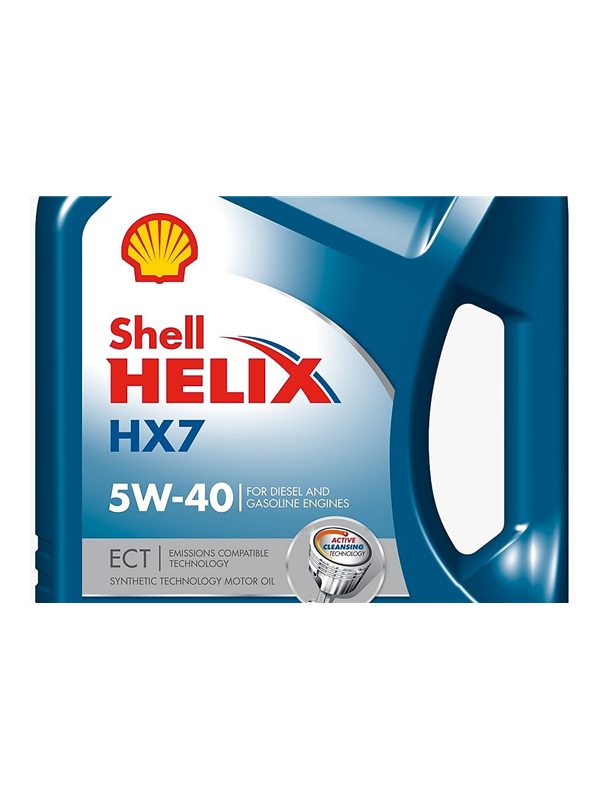 Shell
HELIX
HX7
5W-40
FOR DIESEL AND
GASOLINE ENGINES
ECT
EMISSIONS COMPATIBLE
TECHNOLOGY
SYNTHETIC TECHNOLOGY MOTOR OIL
ACTIVE
CLEANSING
TECHNOLOGY